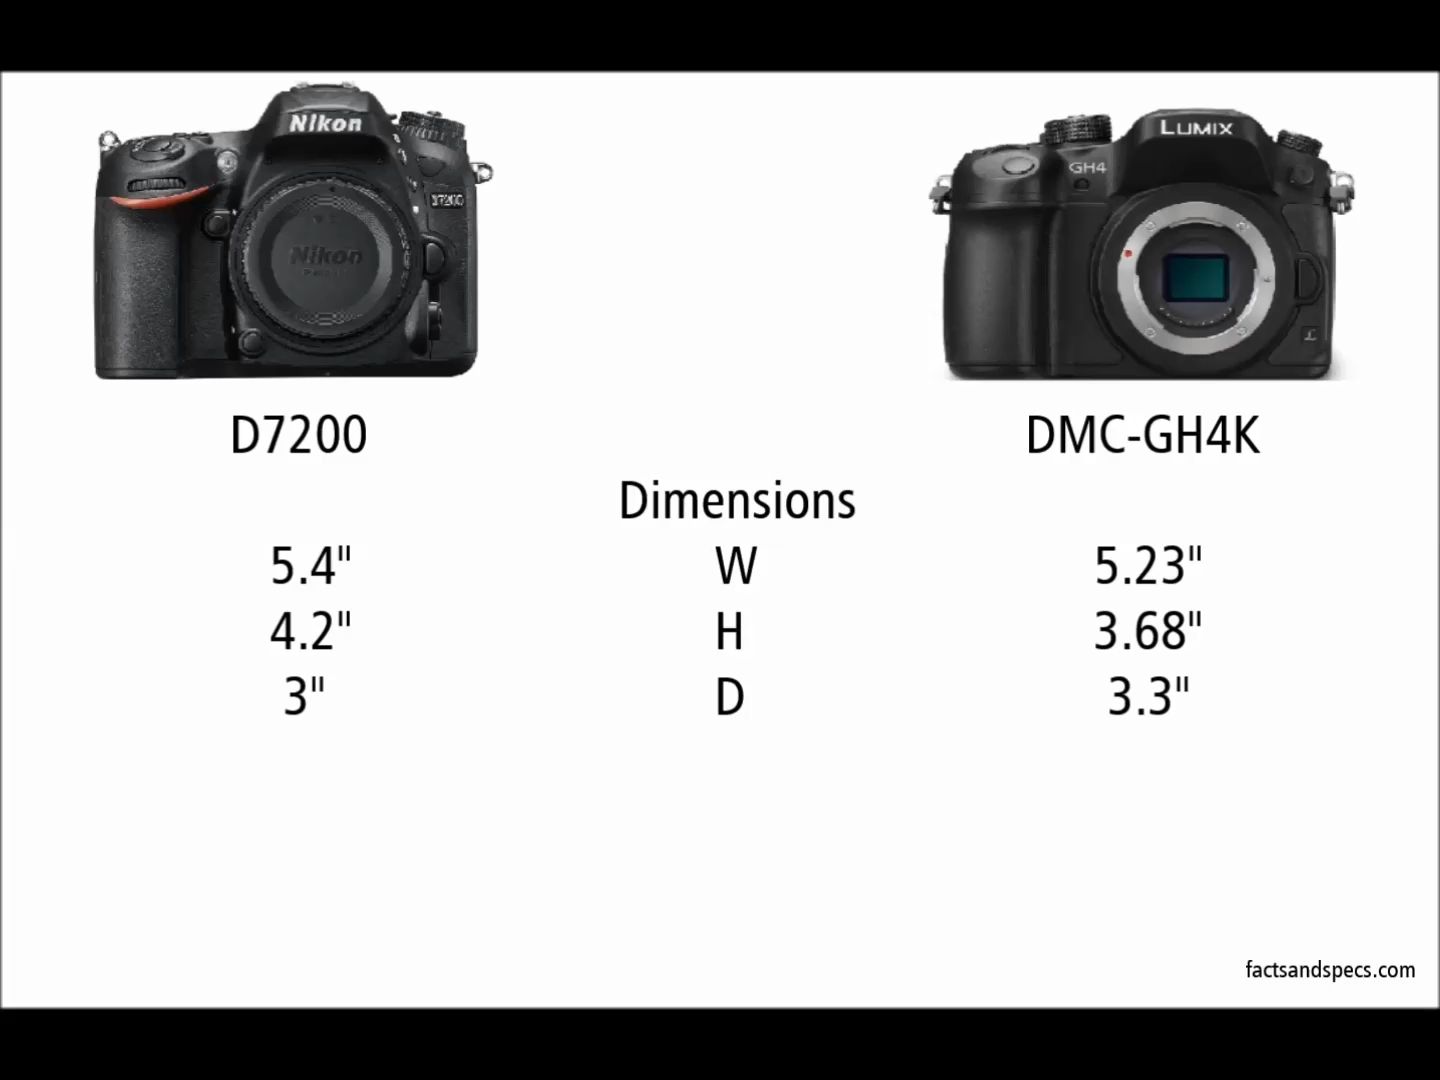 Nikon
LUMIX
GH4
D7200
Nikon
D7200
DMC-GH4K
Dimensions
5.4" W 5.23"
4.2" H 3.68"
3" D 3.3"
factsandspecs.com